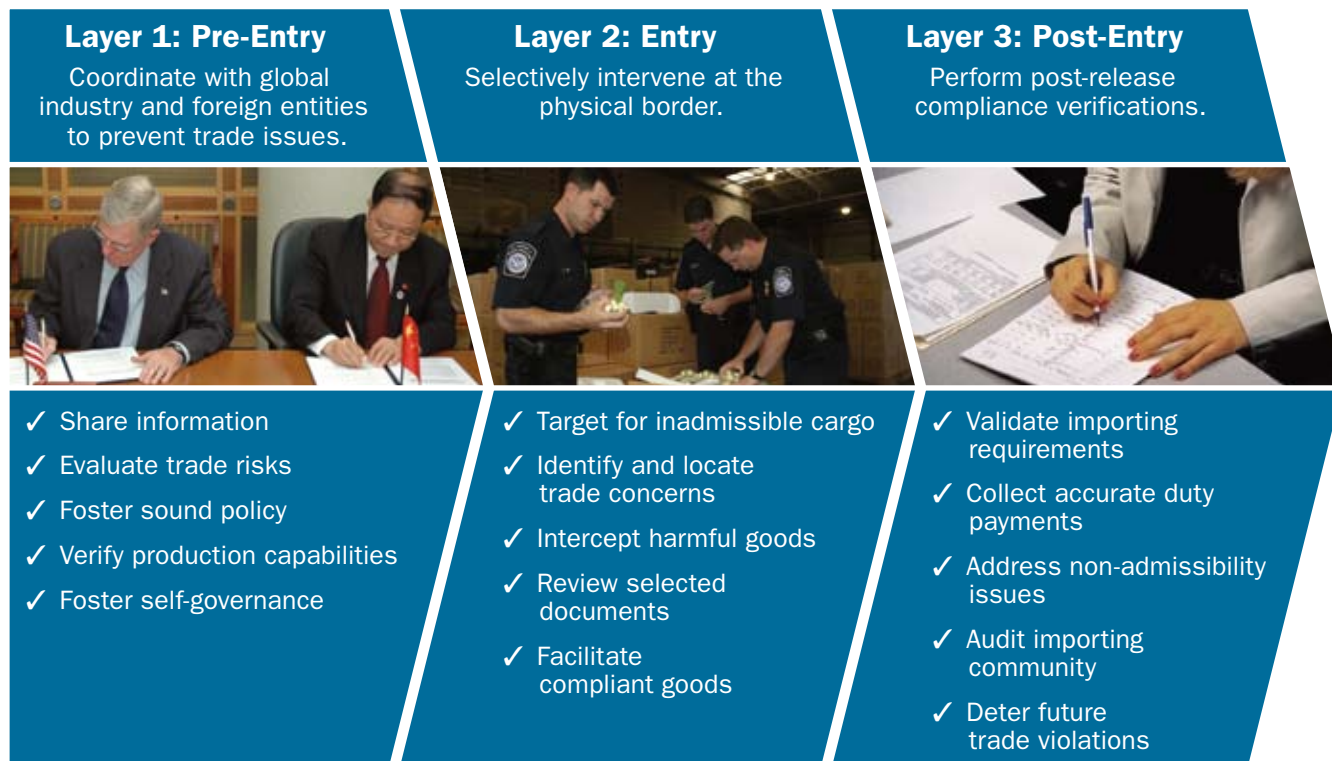 Layer 1: Pre-Entry
Coordinate with global
industry and foreign entities
to prevent trade issues.
✓ Share information
✓ Evaluate trade risks
✓ Foster sound policy
✓ Verify production capabilities
✓ Foster self-governance
Layer 2: Entry
Selectively intervene at the
physical border.
✓ Target for inadmissible cargo
✓ Identify and locate
trade concerns
✓ Intercept harmful goods
✓ Review selected
documents
✓ Facilitate
compliant goods
Layer 3: Post-Entry
Perform post-release
compliance verifications.
✓ Validate importing
requirements
✓ Collect accurate duty
payments
✓ Address non-admissibility
issues
✓ Audit importing
community
✓ Deter future
trade violations